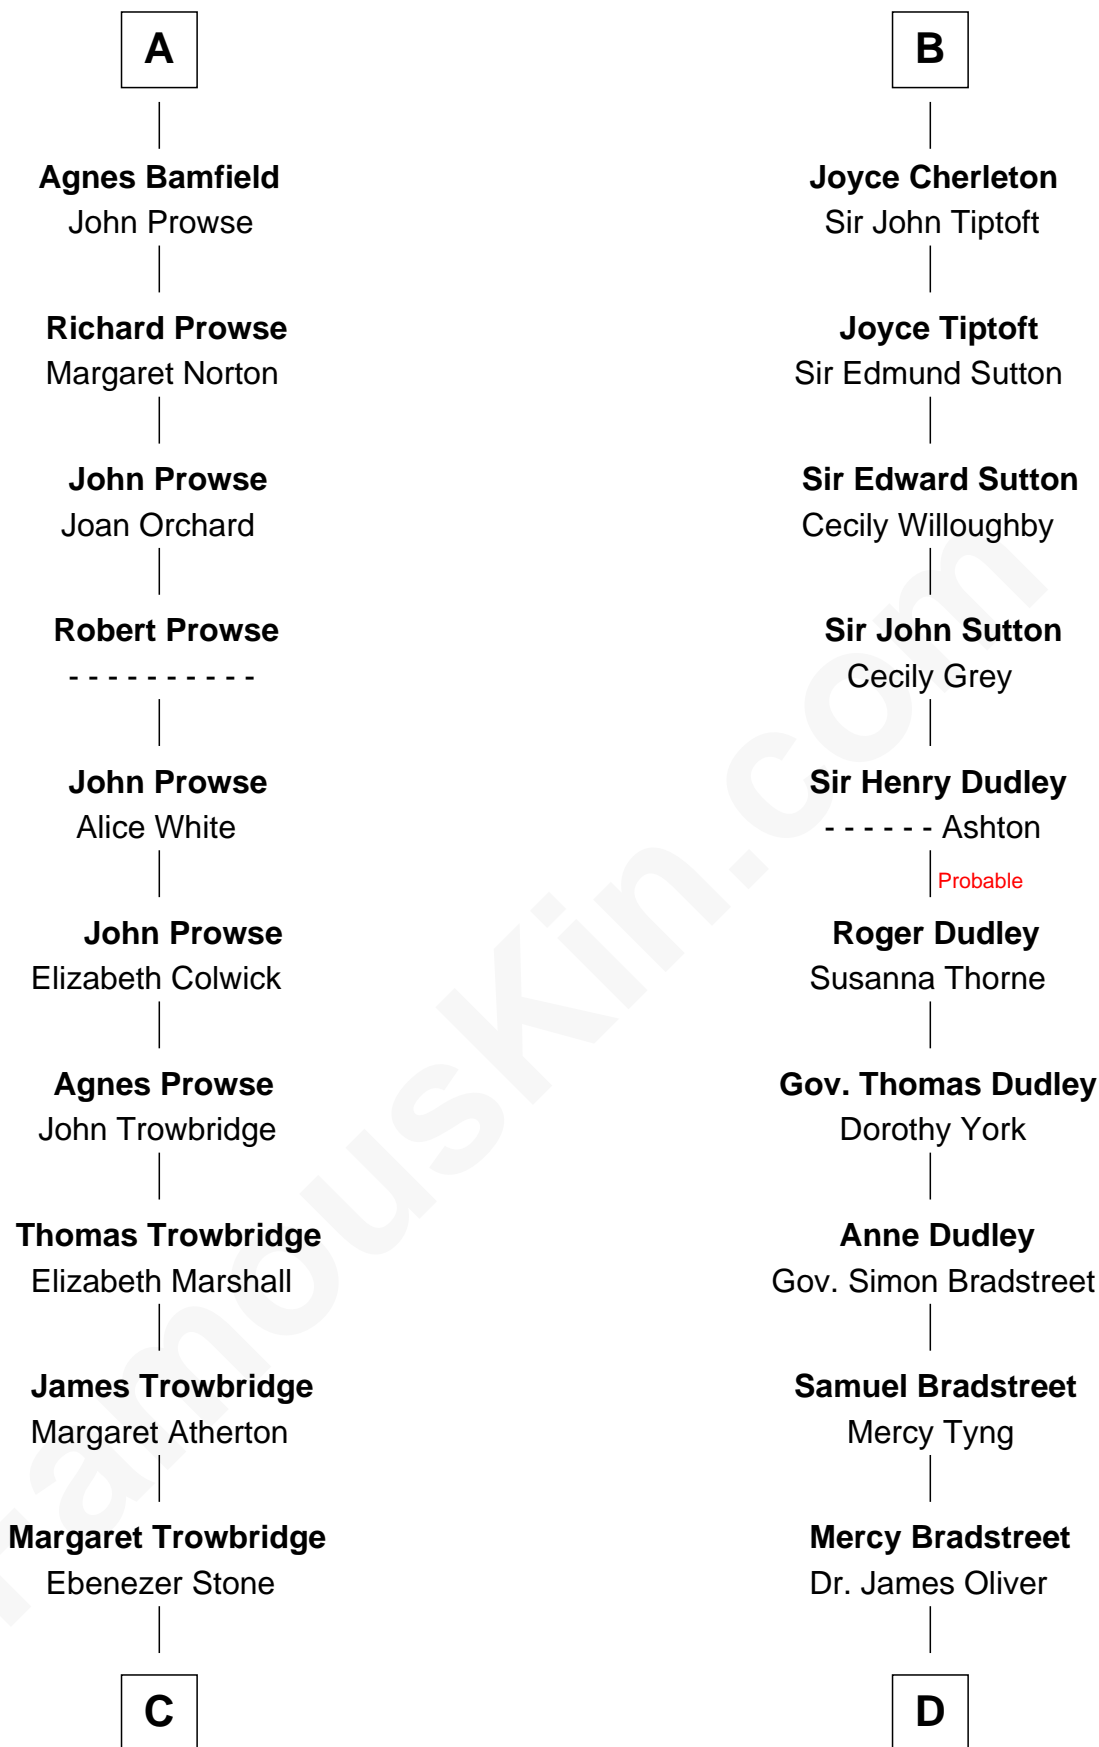 A
Agnes Bamfield
John Prowse
Richard Prowse
Margaret Norton
John Prowse
Joan Orchard
Robert Prowse
- - - - - - - - - -
John Prowse
Alice White
John Prowse
Elizabeth Colwick
Agnes Prowse
John Trowbridge
Thomas Trowbridge
Elizabeth Marshall
James Trowbridge
Margaret Atherton
Margaret Trowbridge
Ebenezer Stone
C
B
Joyce Cherleton
Sir John Tiptoft
Joyce Tiptoft
Sir Edmund Sutton
Sir Edward Sutton
Cecily Willoughby
Sir John Sutton
Cecily Grey
Sir Henry Dudley
- - - - - - Ashton
Probable
Roger Dudley
Susanna Thorne
Gov. Thomas Dudley
Dorothy York
Anne Dudley
Gov. Simon Bradstreet
Samuel Bradstreet
Mercy Tyng
Mercy Bradstreet
Dr. James Oliver
D
FamousKin.com